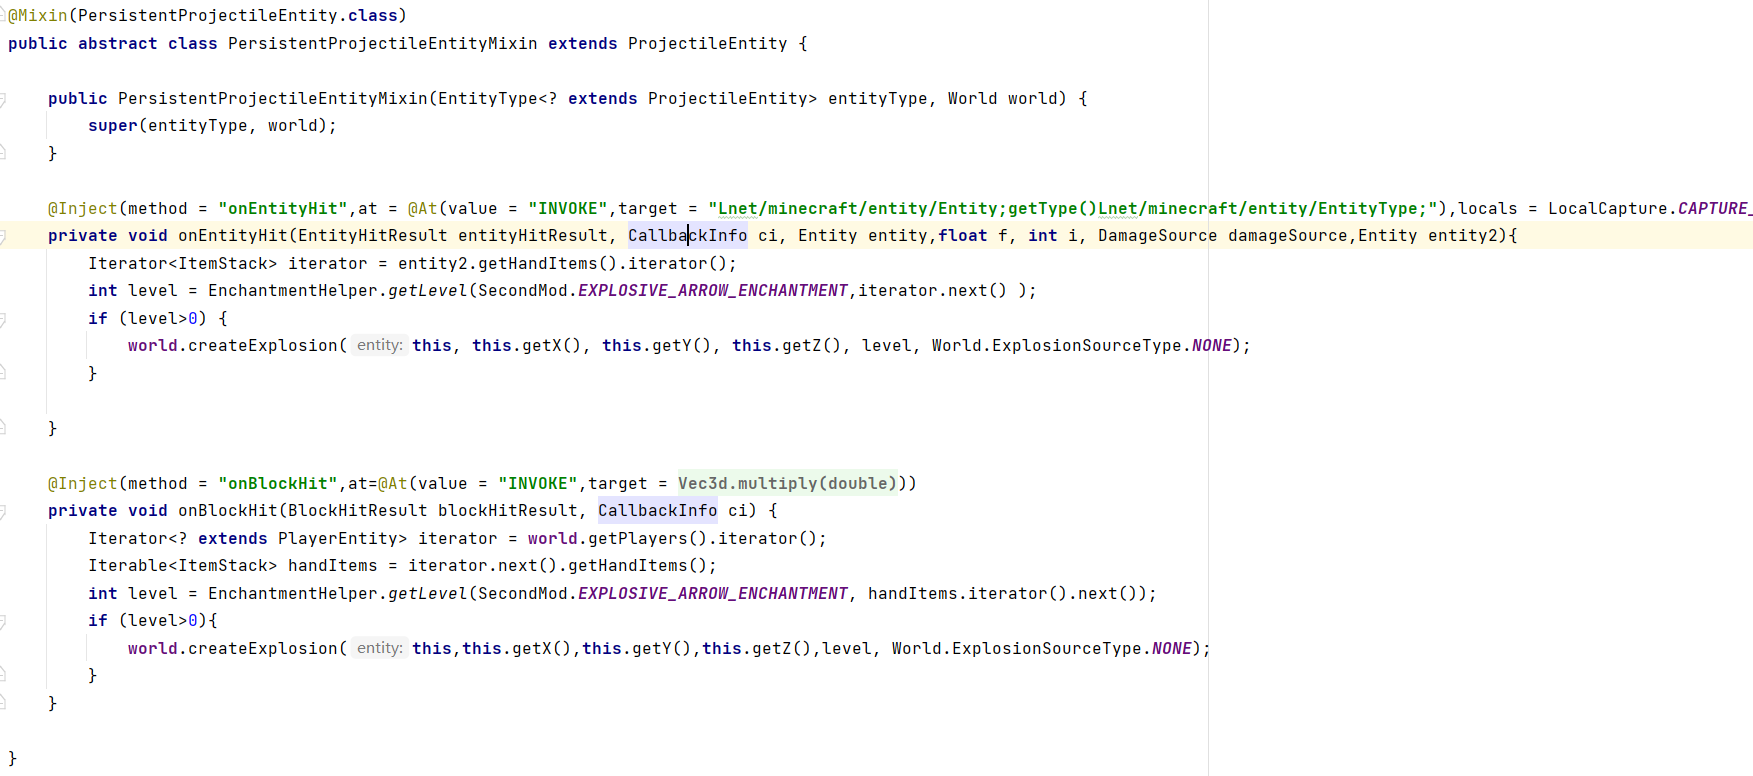 @Mixin(PersistentProjectileEntity.class)
public abstract class PersistentProjectileEntityMixin extends ProjectileEntity {
    public PersistentProjectileEntityMixin(EntityType<? extends ProjectileEntity> entityType, World world) {
        super(entityType, world);
    }
    @Inject(method = "onEntityHit",at = @At(value = "INVOKE",target = "Lnet/minecraft/entity/Entity;getType()Lnet/minecraft/entity/EntityType;"),locals = LocalCapture.CAPTURE_
    private void onEntityHit(EntityHitResult entityHitResult, CallbackInfo ci, Entity entity,float f, int i, DamageSource damageSource,Entity entity2){
        Iterator<ItemStack> iterator = entity2.getHandItems().iterator();
        int level = EnchantmentHelper.getLevel(SecondMod.EXPLOSIVE_ARROW_ENCHANTMENT,iterator.next() );
        if (level>0) {
            world.createExplosion( entity: this, this.getX(), this.getY(), this.getZ(), level, World.ExplosionSourceType.NONE);
        }
    }
    @Inject(method = "onBlockHit",at=@At(value = "INVOKE",target = Vec3d.multiply(double)))
    private void onBlockHit(BlockHitResult blockHitResult, CallbackInfo ci) {
        Iterator<? extends PlayerEntity> iterator = world.getPlayers().iterator();
        Iterable<ItemStack> handItems = iterator.next().getHandItems();
        int level = EnchantmentHelper.getLevel(SecondMod.EXPLOSIVE_ARROW_ENCHANTMENT, handItems.iterator().next());
        if (level>0){
            world.createExplosion( entity: this,this.getX(),this.getY(),this.getZ(),level, World.ExplosionSourceType.NONE);
        }
    }
}